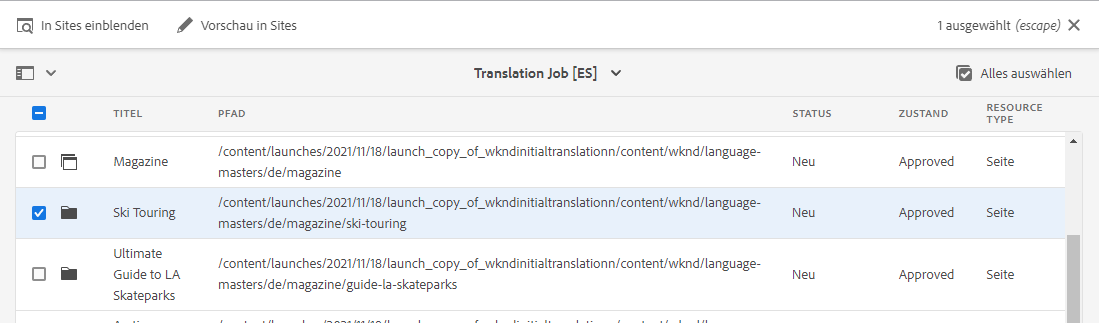 In Sites einblenden Vorschau in Sites 1 ausgewählt (escape)
Translation Job [ES] Alles auswählen
TITEL PFAD STATUS ZUSTAND RESOURCE TYPE
Magazine /content/launches/2021/11/18/launch_copy_of_wkndinitialtranslationn/content/wknd/language-
masters/de/magazine Neu Approved Seite
Ski Touring /content/launches/2021/11/18/launch_copy_of_wkndinitialtranslationn/content/wknd/language-
masters/de/magazine/ski-touring Neu Approved Seite
Ultimate
Guide to LA
Skateparks /content/launches/2021/11/18/launch_copy_of_wkndinitialtranslationn/content/wknd/language-
masters/de/magazine/guide-la-skateparks Neu Approved Seite